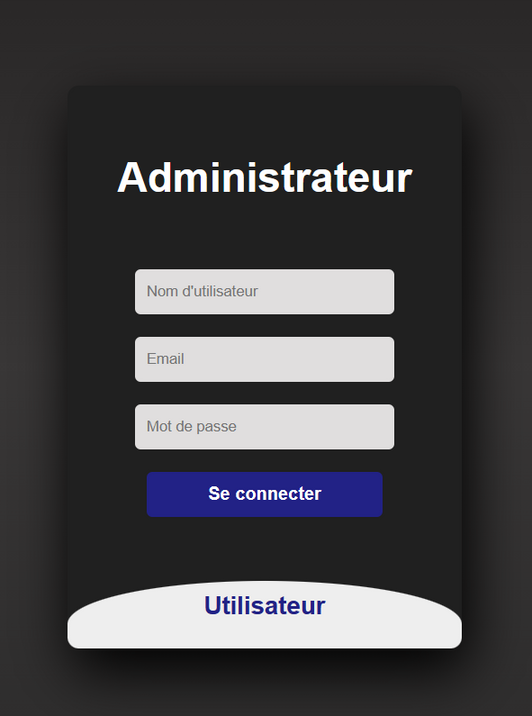 Administrateur
Nom d'utilisateur
Email
Mot de passe
Se connecter
Utilisateur